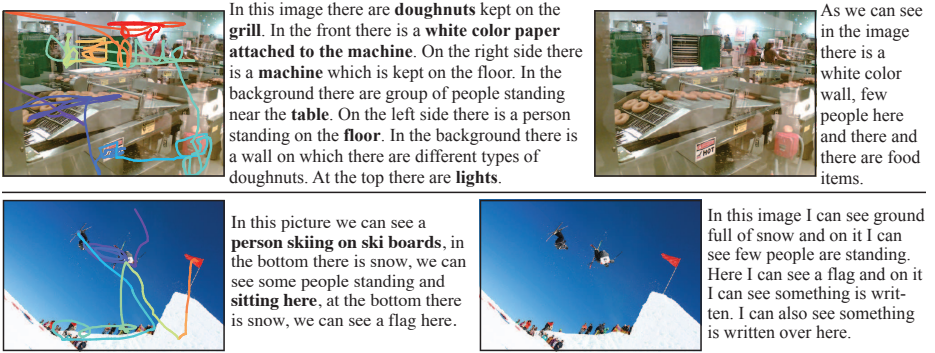 In this image there are doughnuts kept on the
grill. In the front there is a white color paper
attached to the machine. On the right side there
is a machine which is kept on the floor. In the
background there are group of people standing
near the table. On the left side there is a person
standing on the floor. In the background there is
a wall on which there are different types of
doughnuts. At the top there are lights.
HOT
As we can see
in the image
there is a
white color
wall, few
people here
and there and
there are food
items.
In this picture we can see a
person skiing on ski boards, in
the bottom there is snow, we can
see some people standing and
sitting here, at the bottom there
is snow, we can see a flag here.
In this image I can see ground
full of snow and on it I can
see few people are standing.
Here I can see a flag and on it
I can see something is writ-
ten. I can also see something
is written over here.